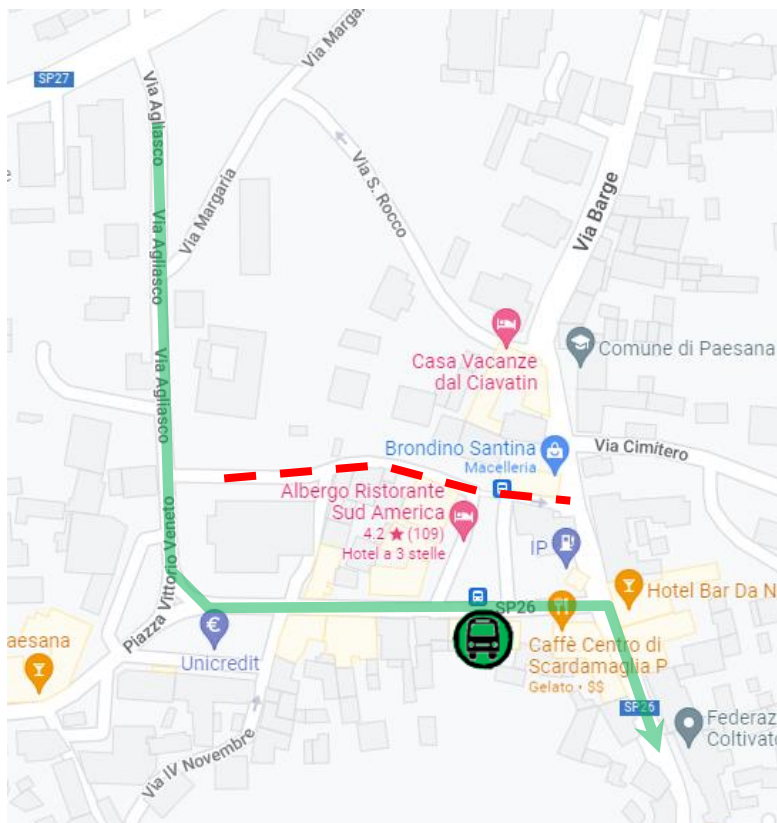 Via Margaria
SP27
Via Agliasco
Via Margaria
Via S. Rocco
Via Barge
Via Agliasco
Casa Vacanze
dal Ciavatin
Comune di Paesana
Via Agliasco
Brondino Santina
Macelleria
Via Cimitero
Albergo Ristorante
Sud America
4.2 ★ (109)
Hotel a 3 stelle
IP
Piazza Vittorio Veneto
SP26
Hotel Bar Da N
aesana
€
Unicredit
Caffè Centro di
Scardamaglia P
Gelato • $$
SP26
Federaz
Coltivato
Via IV Novembre